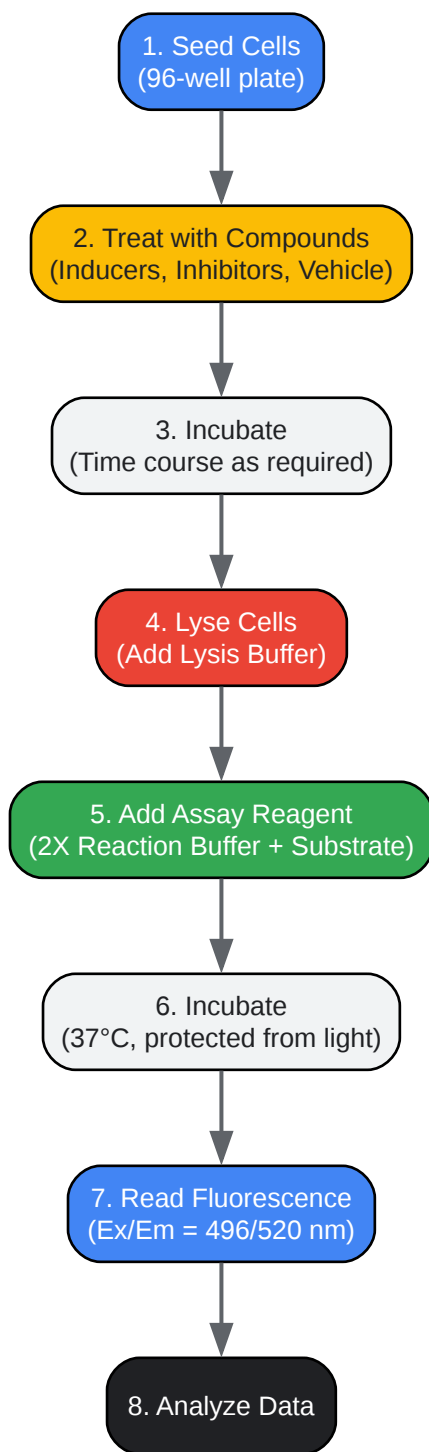 1. Seed Cells
(96-well plate)
2. Treat with Compounds
(Inducers, Inhibitors, Vehicle)
3. Incubate
(Time course as required)
4. Lyse Cells
(Add Lysis Buffer)
5. Add Assay Reagent
(2X Reaction Buffer + Substrate)
6. Incubate
(37°C, protected from light)
7. Read Fluorescence
(Ex/Em = 496/520 nm)
8. Analyze Data